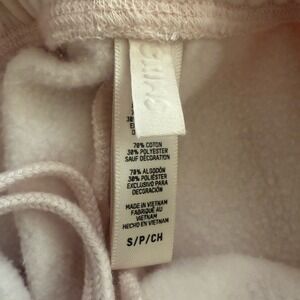 SKIMS
70% COTTON
30% POLYESTER
SAUF DÉCORATION
70% ALGODÓN
30% POLIÉSTER
EXCLUSIVO PARA
DECORACIÓN
MADE IN VIETNAM
FABRIQUÉ AU
VIETNAM
HECHO EN VIETNAM
S/P/CH